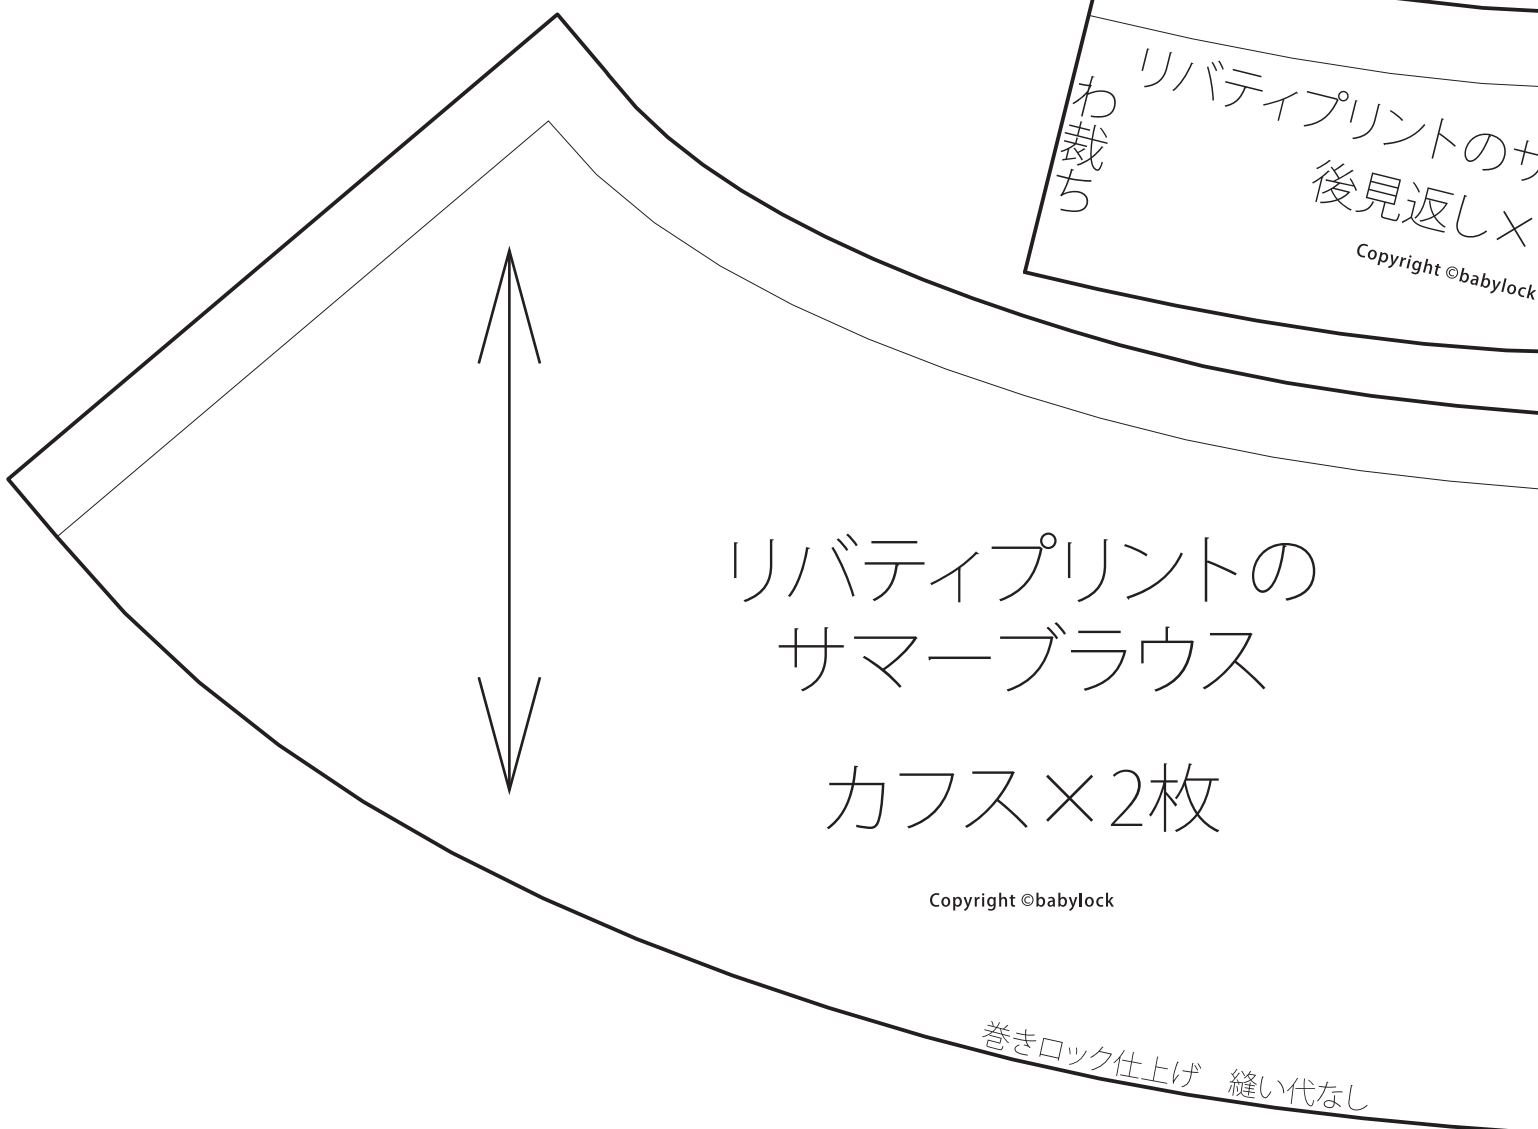 わ裁ち
リバティプリントの
後見返し×
Copyright ©babylock
リバティプリントの
サマーブラウス
カフス×2枚
Copyright ©babylock
巻きロック仕上げ 縫い代なし